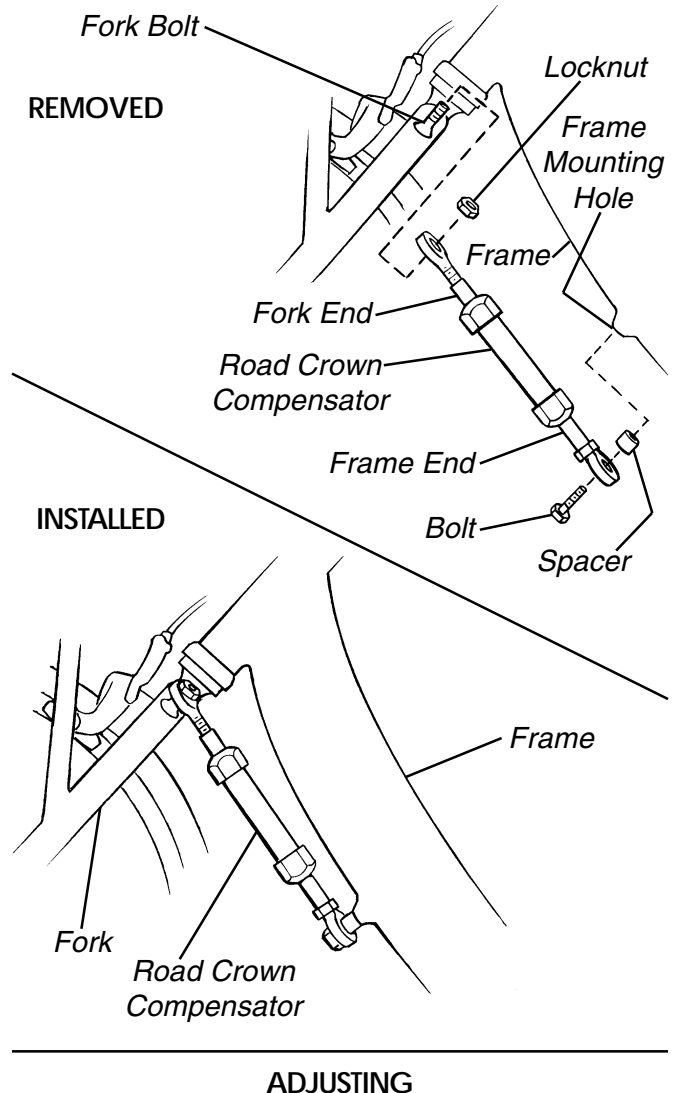 Fork Bolt
REMOVED
Locknut
Frame
Mounting
Hole
Frame
Fork End
Road Crown
Compensator
Frame End
Bolt
Spacer
INSTALLED
Frame
Fork
Road Crown
Compensator
ADJUSTING